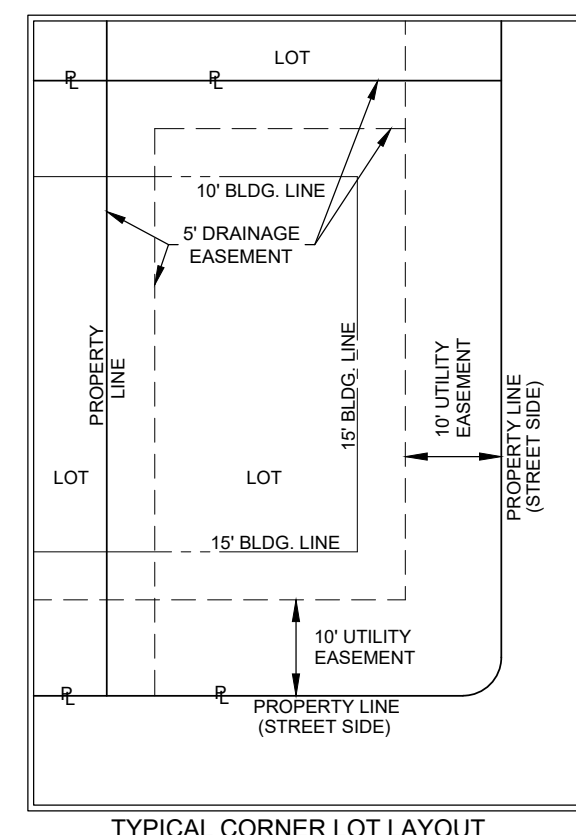 LOT
PL
PL
10' BLDG. LINE
5' DRAINAGE
EASEMENT
PROPERTY
LINE
15' BLDG. LINE
10' UTILITY
EASEMENT
PROPERTY LINE
(STREET SIDE)
LOT
LOT
15' BLDG. LINE
10' UTILITY
EASEMENT
PL
PL
PROPERTY LINE
(STREET SIDE)
TYPICAL CORNER LOT LAYOUT